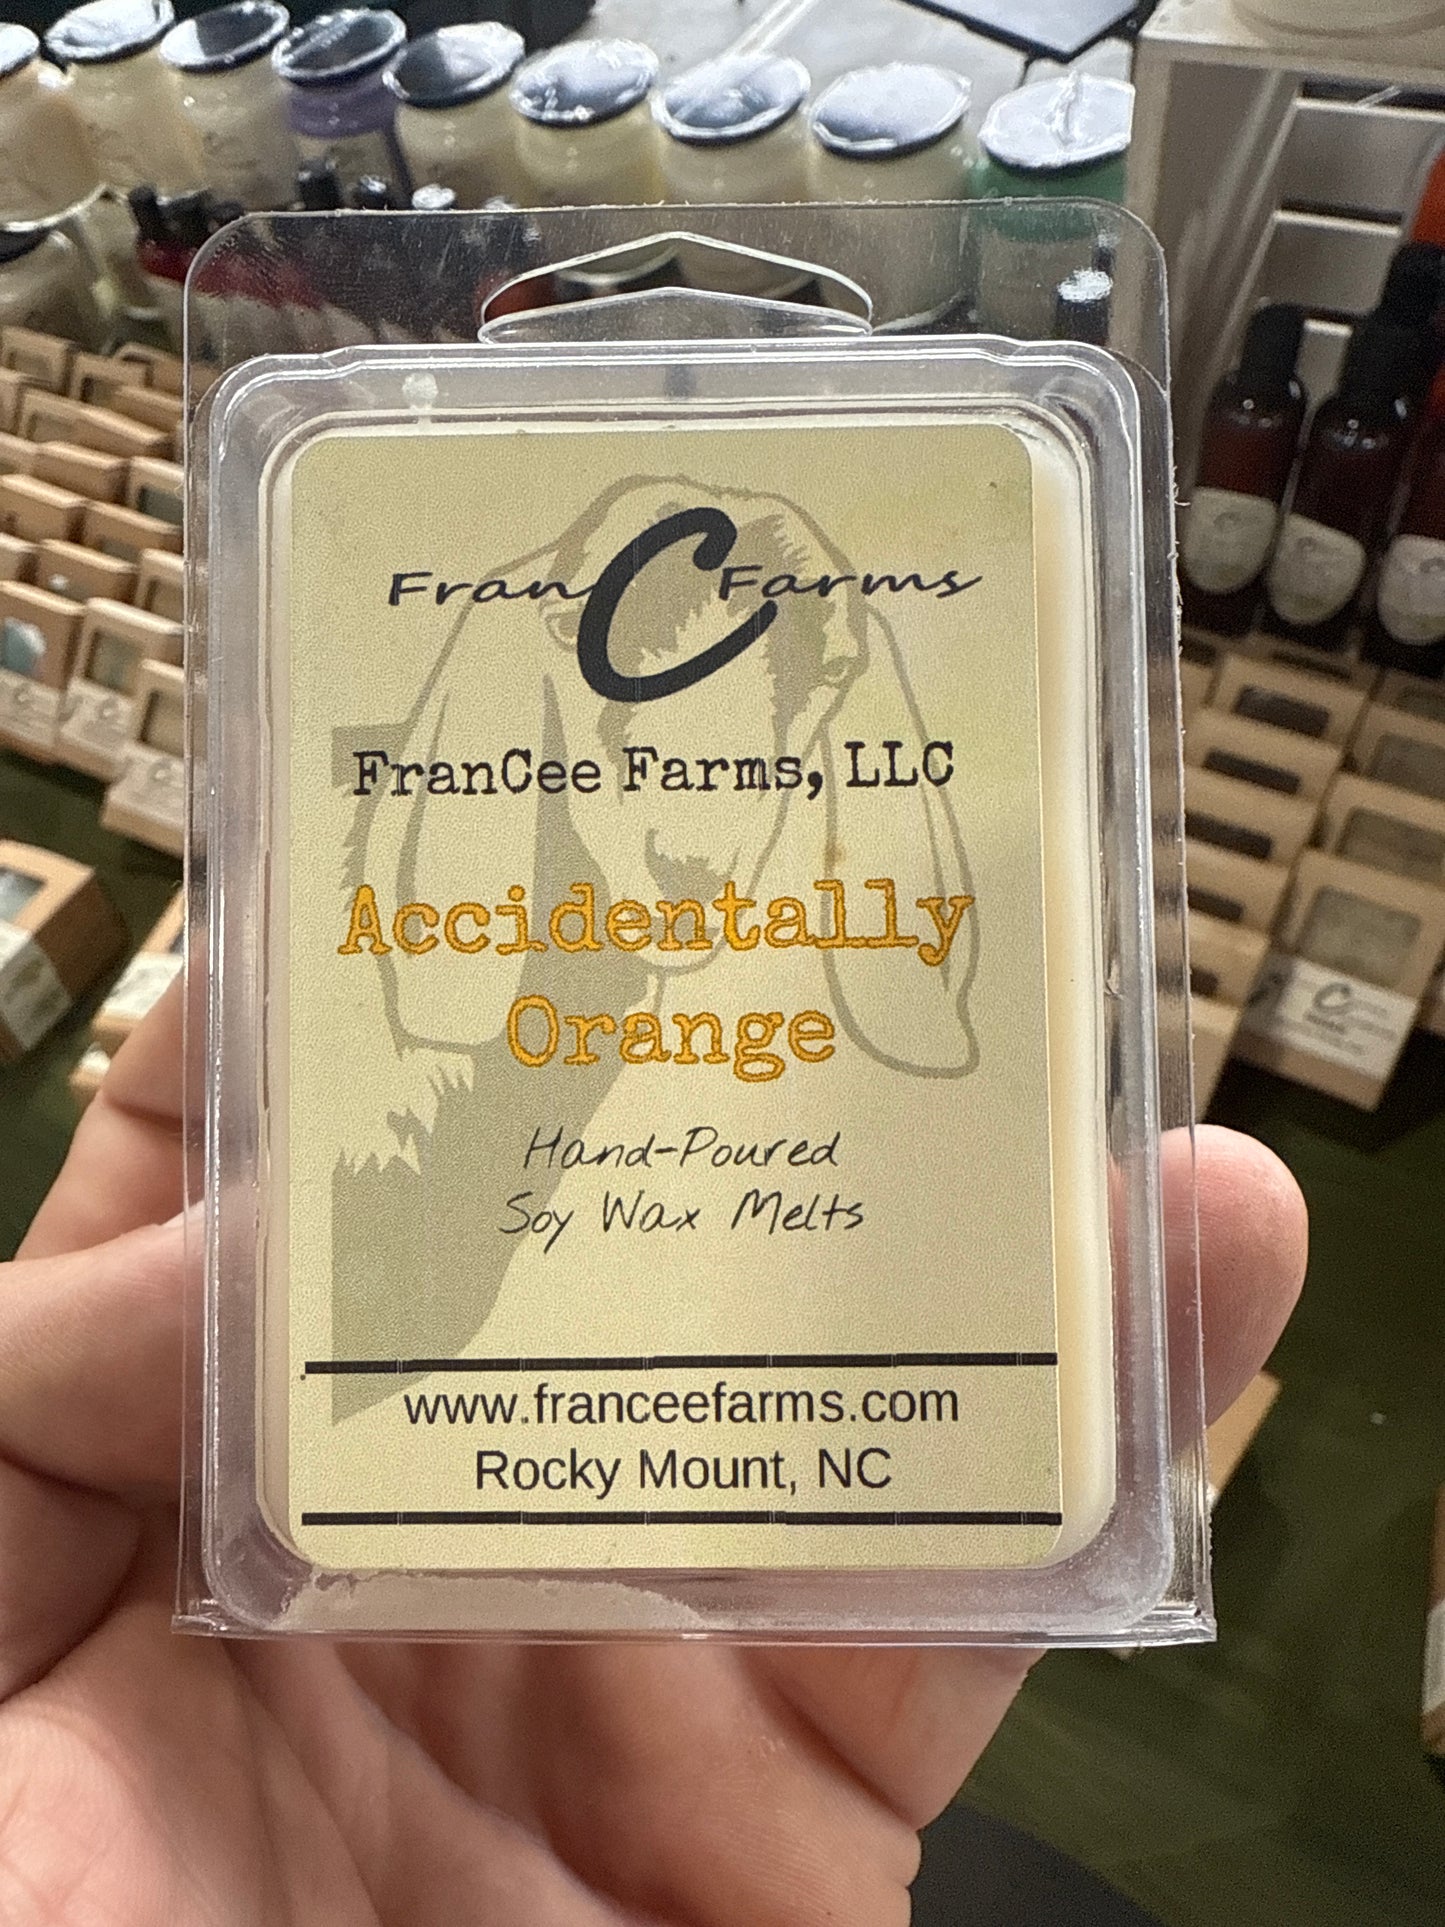 FranCFarms
FranCee Farms, LLC
Accidentally
Orange
Hand-Poured
Soy Wax Melts
www.franceefarms.com
Rocky Mount, NC